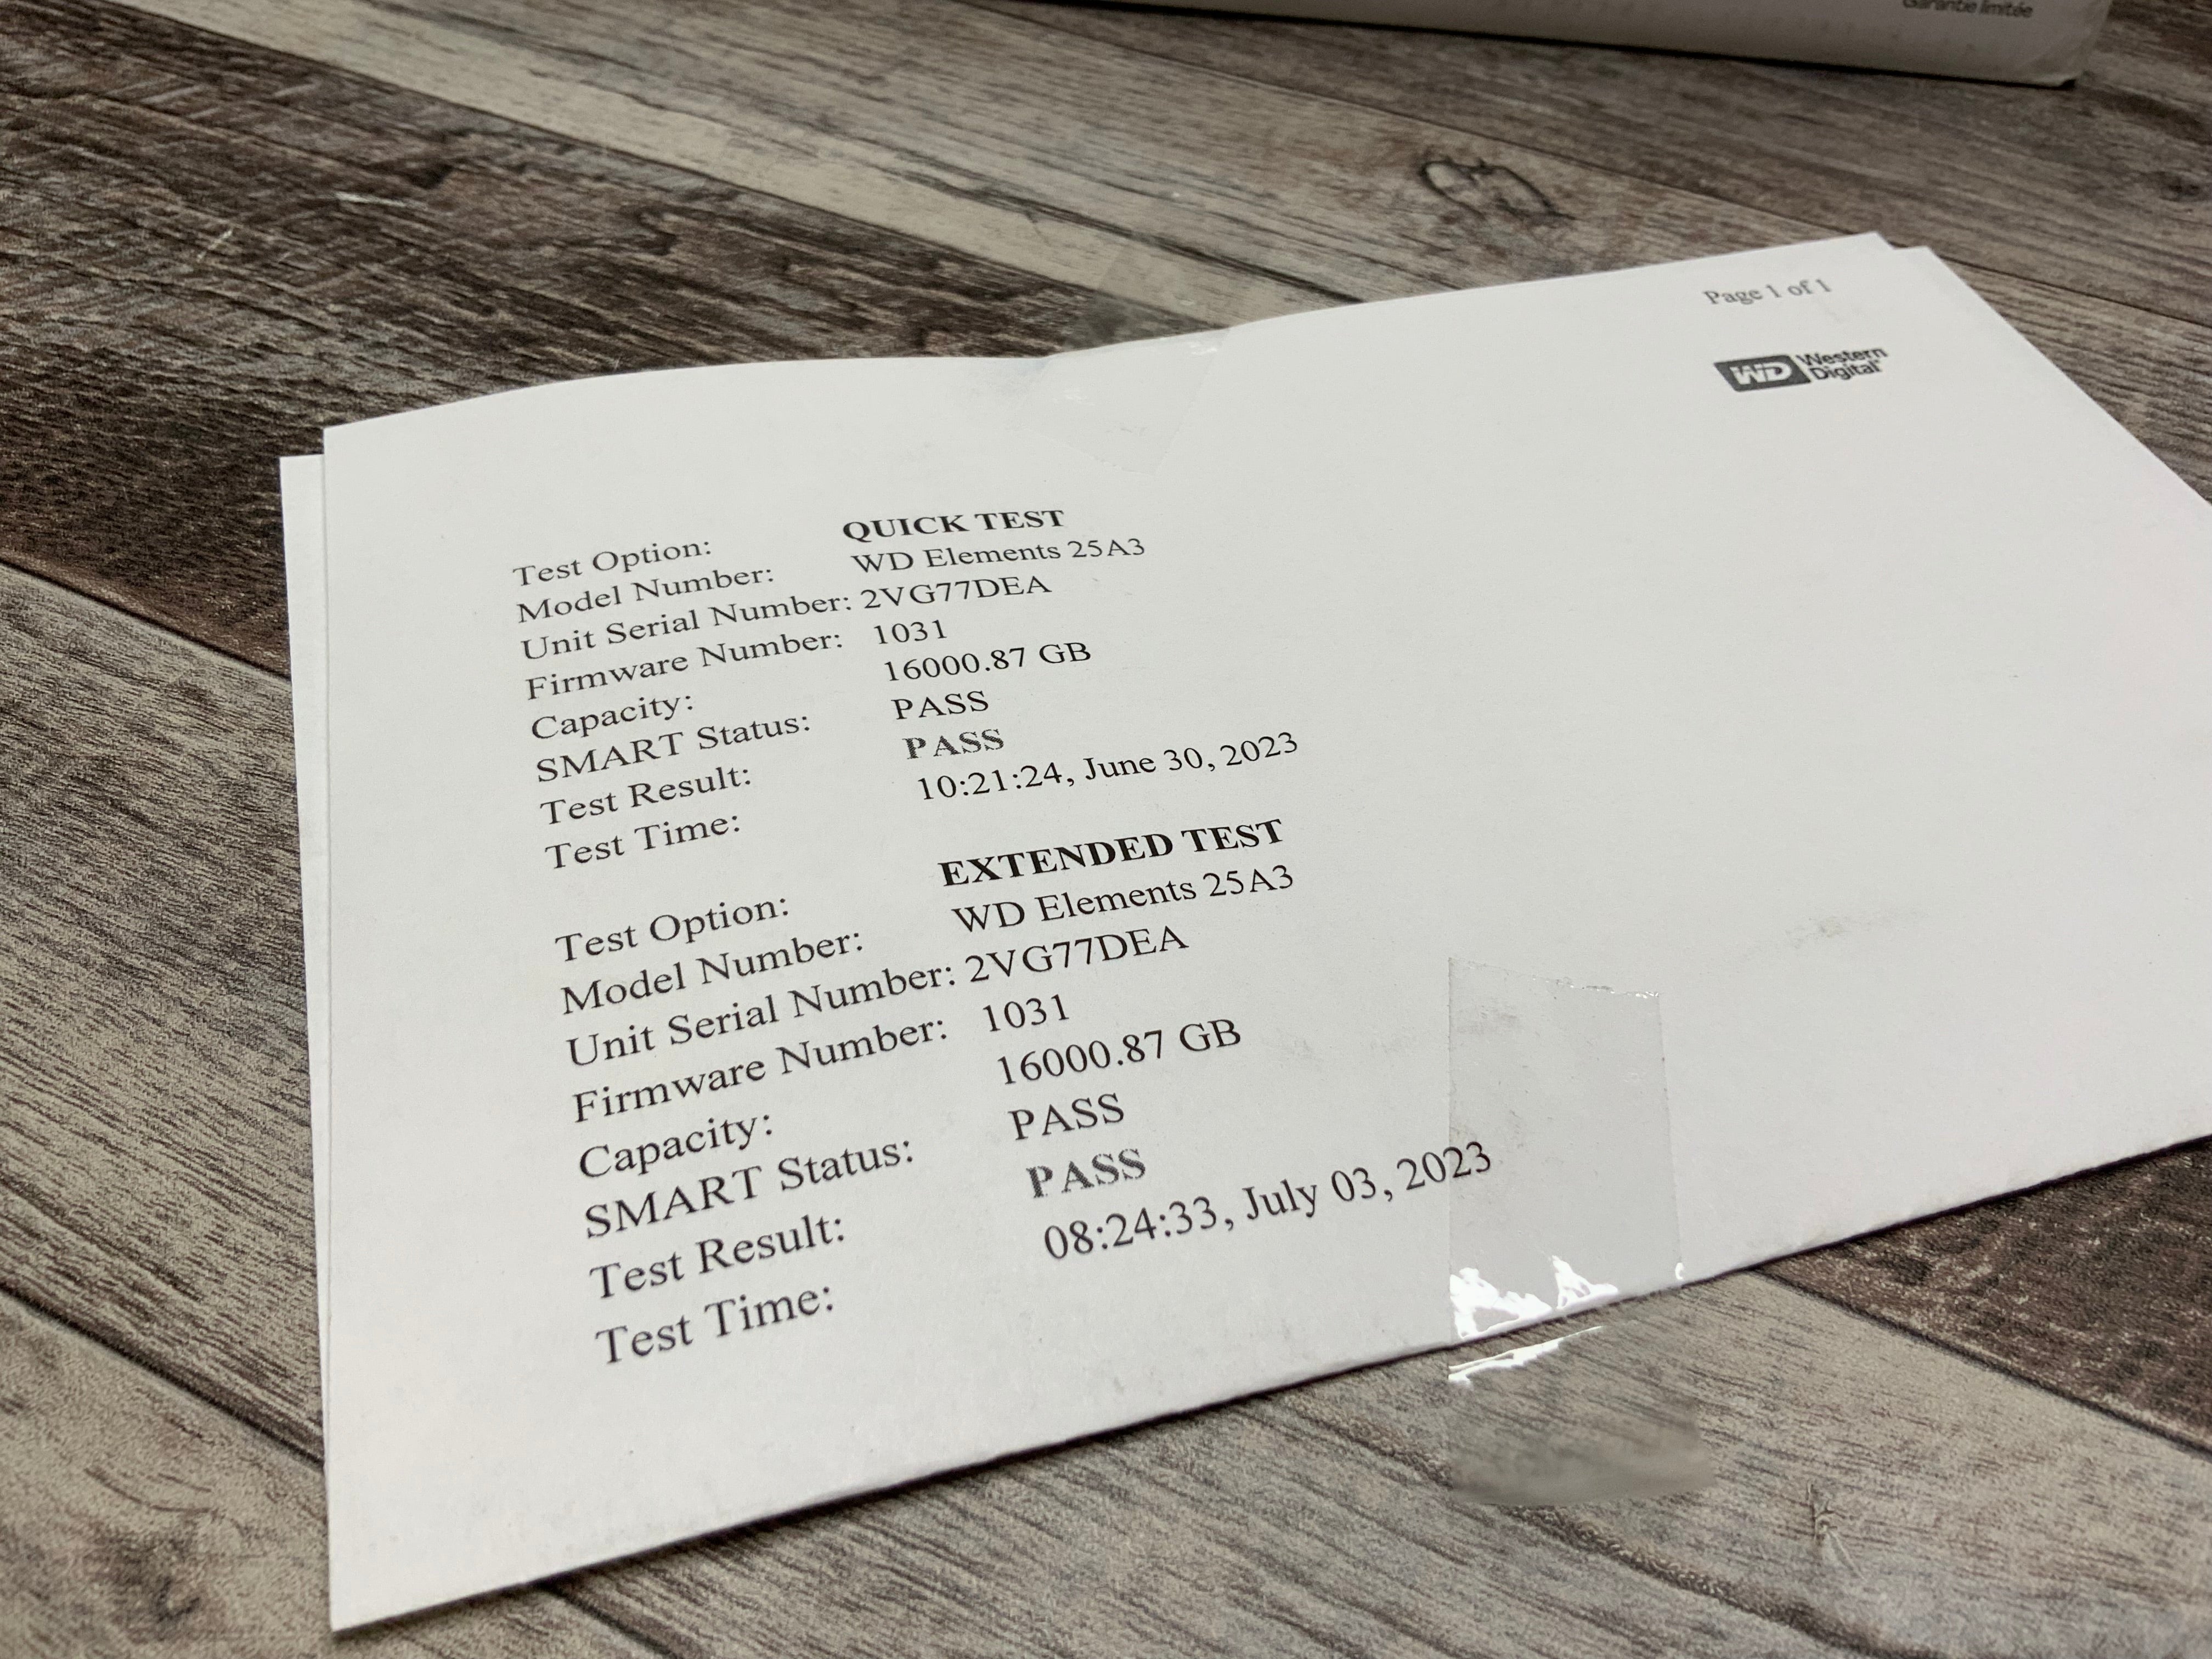 Garantie limitée
Page 1 of 1
WD Western
Digital
Test Option: QUICK TEST
Model Number: WD Elements 25A3
Unit Serial Number: 2VG77DEA
Firmware Number: 1031
Capacity: 16000.87 GB
SMART Status: PASS
Test Result: PASS
Test Time: 10:21:24, June 30, 2023
Test Option: EXTENDED TEST
Model Number: WD Elements 25A3
Unit Serial Number: 2VG77DEA
Firmware Number: 1031
Capacity: 16000.87 GB
SMART Status: PASS
Test Result: PASS
Test Time: 08:24:33, July 03, 2023